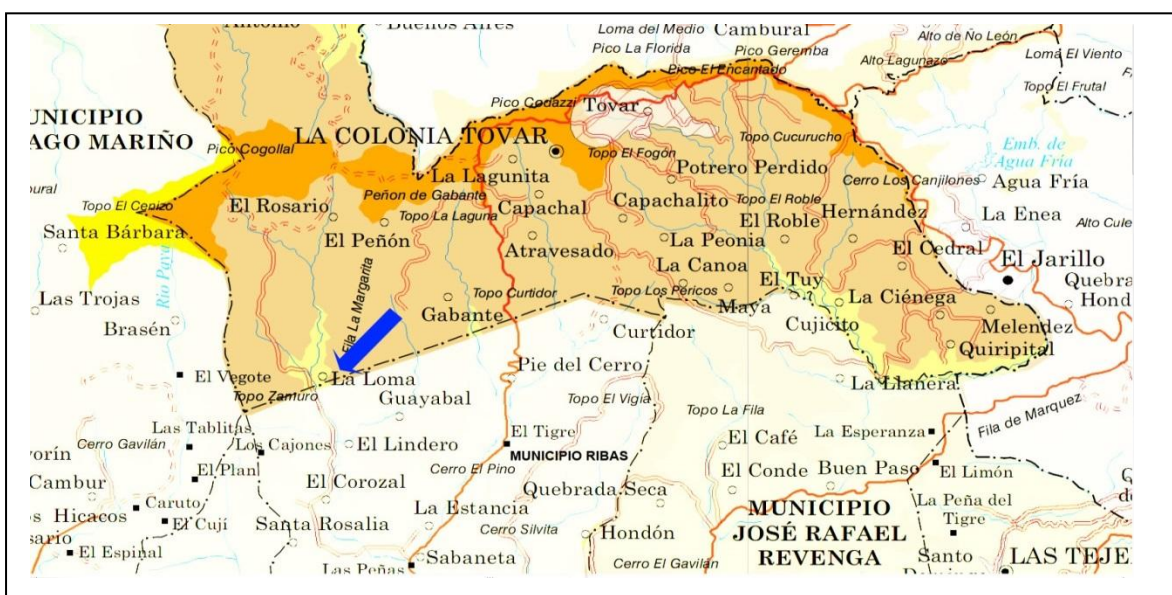 Antonio
Buenos Aires
Loma del Medio
Cambural
Alto de Ño León
Pico La Florida
Pico Geremba
Loma El Viento
Alto Lagunazo
Pico El Encantado
Topo El Frutal
UNICIPIO
AGO MARIÑO
Pico Codazzi
Tovar
LA COLONIA TOVAR
Topo Cucurucho
Pico Cogollal
Topo El Fogón
Emb. de
Agua Fría
La Lagunita
Potrero Perdido
Cerro Los Canjilones
Agua Fría
Peñon de Gabante
Topo El Cenizo
El Rosario
Topo La Laguna
Capachal
Capachalito
Topo El Roble
Hernández
La Enea
El Roble
Alto Cule
Santa Bárbara
El Peñón
Atravesado
La Peonia
El Cedral
El Jarillo
La Canoa
El Tuy
Quebra
Hond
Las Trojas
Rio Paya
Fila La Margarita
Topo Curtidor
Topo Los Péricos
Gabante
Maya
La Ciénega
Brasén
Curtidor
Cujicito
Melendez
Quiripital
El Vegote
La Loma
Pie del Cerro
La Llanera
Topo Zamuro
Guayabal
Topo El Vigía
Topo La Fila
Fila de Marquez
Las Tablitas
El Tigre
La Esperanza
Cerro Gavilán
Los Cajones
El Lindero
MUNICIPIO RIBAS
El Café
orín
El Plan
Cerro El Pino
El Conde
Buen Paso
El Limón
Cambur
El Corozal
Quebrada Seca
Caruto
La Estancia
MUNICIPIO
JOSÉ RAFAEL
REVENGA
La Peña del
Tigre
Hicacos
El Cují
Santa Rosalia
Cerro Silvita
Hondón
sario
El Espinal
Las Peñas
Sabaneta
Cerro El Gavilán
Santo
LAS TEJE